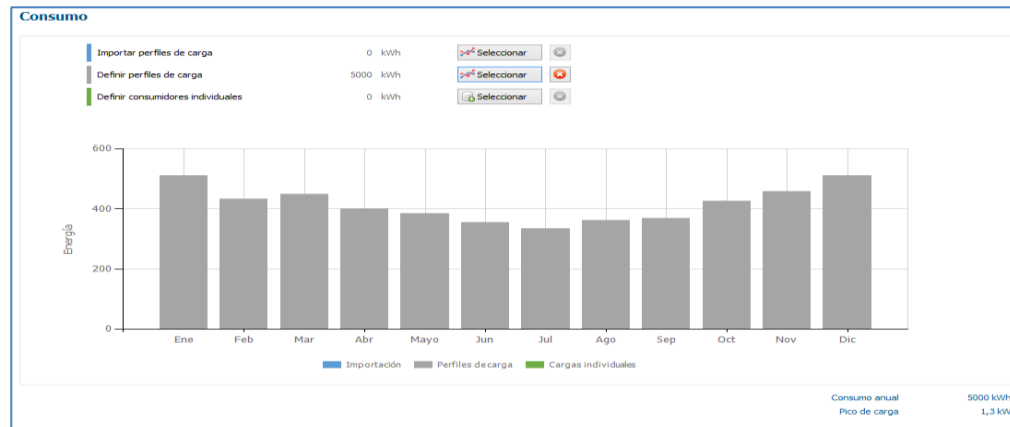 Consumo
Importar perfiles de carga 0 kWh Seleccionar
Definir perfiles de carga 5000 kWh Seleccionar
Definir consumidores individuales 0 kWh Seleccionar
600
400
200
0
Energía
Ene Feb Mar Abr Mayo Jun Jul Ago Sep Oct Nov Dic
Importación Perfiles de carga Cargas individuales
Consumo anual 5000 kWh
Pico de carga 1,3 kW